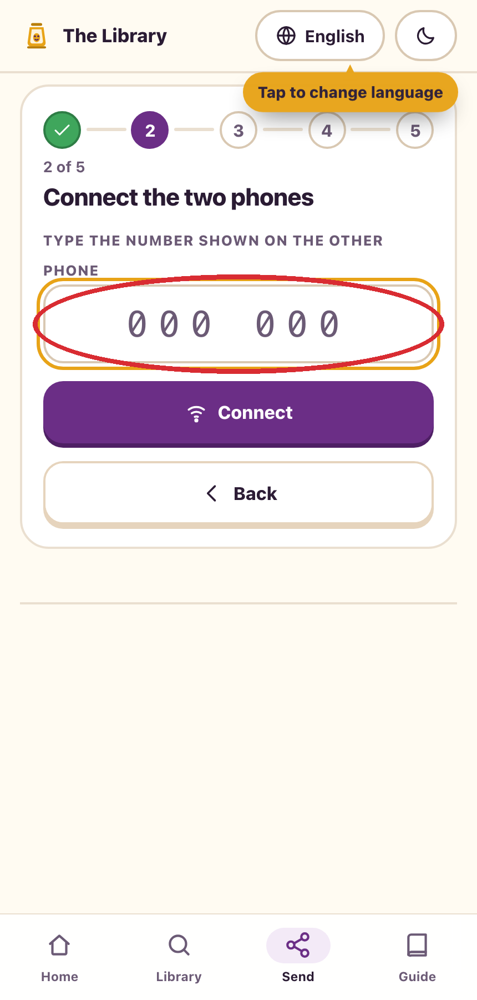 The Library
English
Tap to change language
2
3
4
5
2 of 5
Connect the two phones
TYPE THE NUMBER SHOWN ON THE OTHER
PHONE
000 000
Connect
Back
Home
Library
Send
Guide